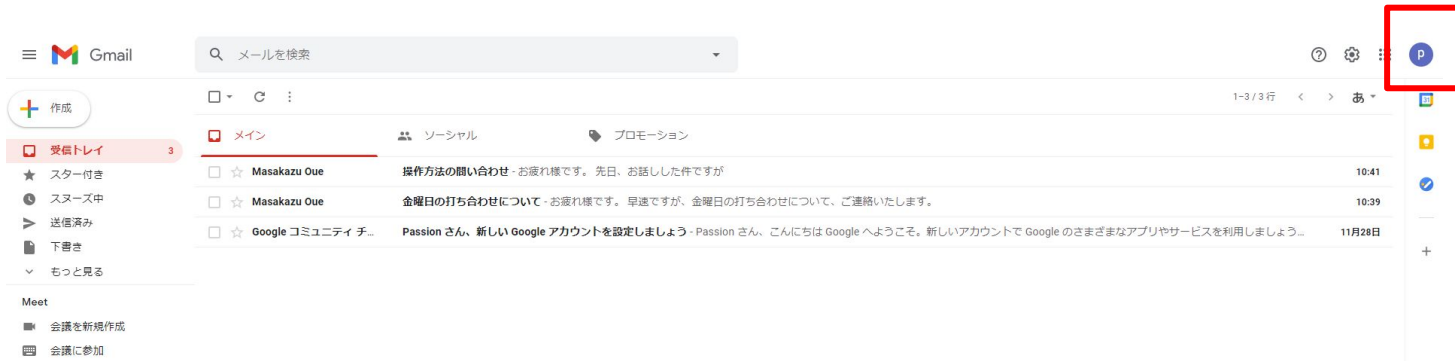 Gmail
メールを検索
p
作成
1-3 / 3 行
あ
31
メイン
ソーシャル
プロモーション
受信トレイ 3
Masakazu Oue 操作方法の問い合わせ - お疲れ様です。 先日、お話しした件ですが 10:41
スター付き
Masakazu Oue 金曜日の打ち合わせについて - お疲れ様です。 早速ですが、金曜日の打ち合わせについて、ご連絡いたします。 10:39
スヌーズ中
送信済み
Google コミュニティ チ... Passion さん、新しい Google アカウントを設定しましょう - Passion さん、こんにちは Google へようこそ。新しいアカウントで Google のさまざまなアプリやサービスを利用しましょう... 11月28日
下書き
もっと見る
Meet
会議を新規作成
会議に参加